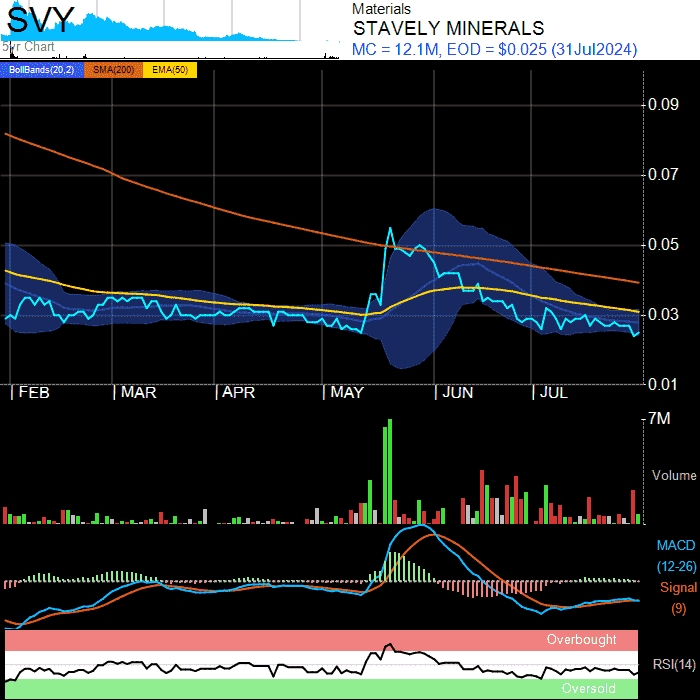 SVY
5yr Chart
Materials
STAVELY MINERALS
MC = 12.1M, EOD = $0.025 (31Jul2024)
BollBands(20,2) SMA(200) EMA(50)
0.09
0.07
0.05
0.03
0.01
FEB MAR APR MAY JUN JUL
7M
Volume
MACD
(12-26)
Signal
(9)
Overbought
RSI(14)
Oversold